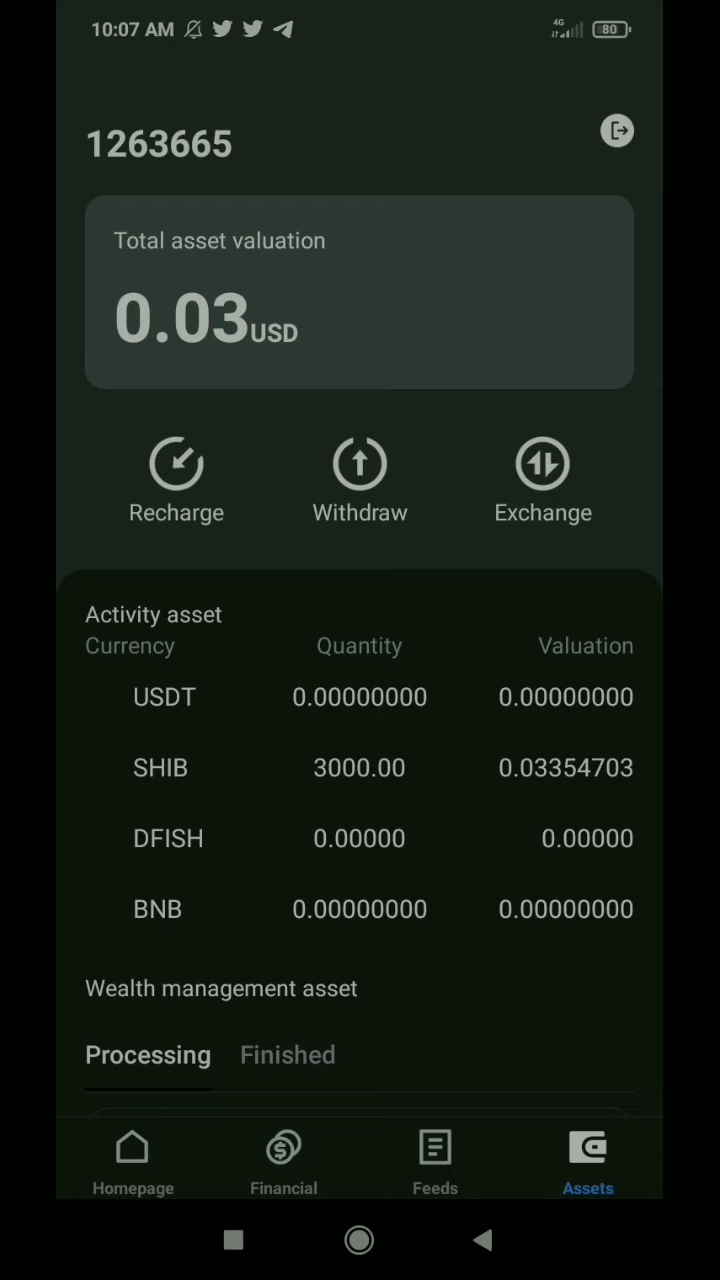 10:07 AM 4G 80
1263665
Total asset valuation
0.03USD
Recharge Withdraw Exchange
Activity asset
Currency Quantity Valuation
USDT 0.00000000 0.00000000
SHIB 3000.00 0.03354703
DFISH 0.00000 0.00000
BNB 0.00000000 0.00000000
Wealth management asset
Processing Finished
Homepage Financial Feeds Assets